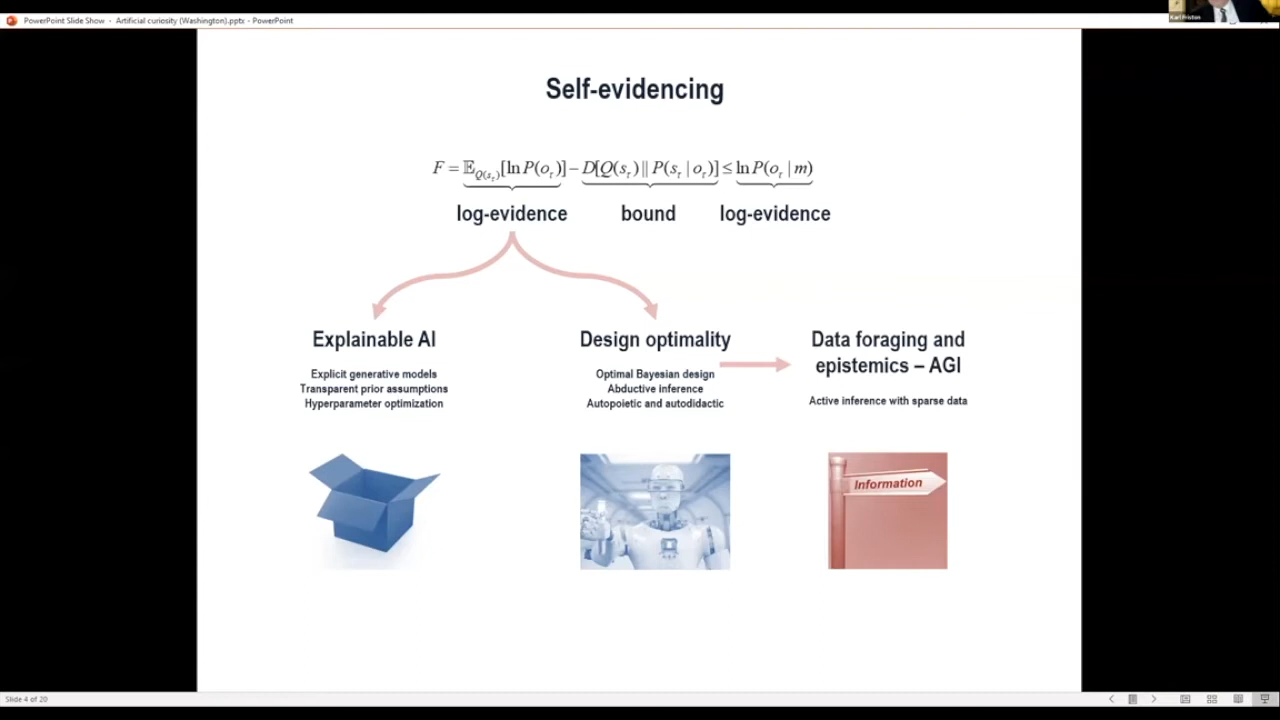 PowerPoint Slide Show - Artificial curiosity (Washington).pptx - PowerPoint
Karl Friston
Self-evidencing
F = 𝔼_{Q(s_τ)}[ln P(o_τ)] − D[Q(s_τ) || P(s_τ | o_τ)] ≤ ln P(o_τ | m)
log-evidence bound log-evidence
Explainable AI
Explicit generative models
Transparent prior assumptions
Hyperparameter optimization
Design optimality
Optimal Bayesian design
Abductive inference
Autopoietic and autodidactic
Data foraging and
epistemics – AGI
Active inference with sparse data
Information
Slide 4 of 20